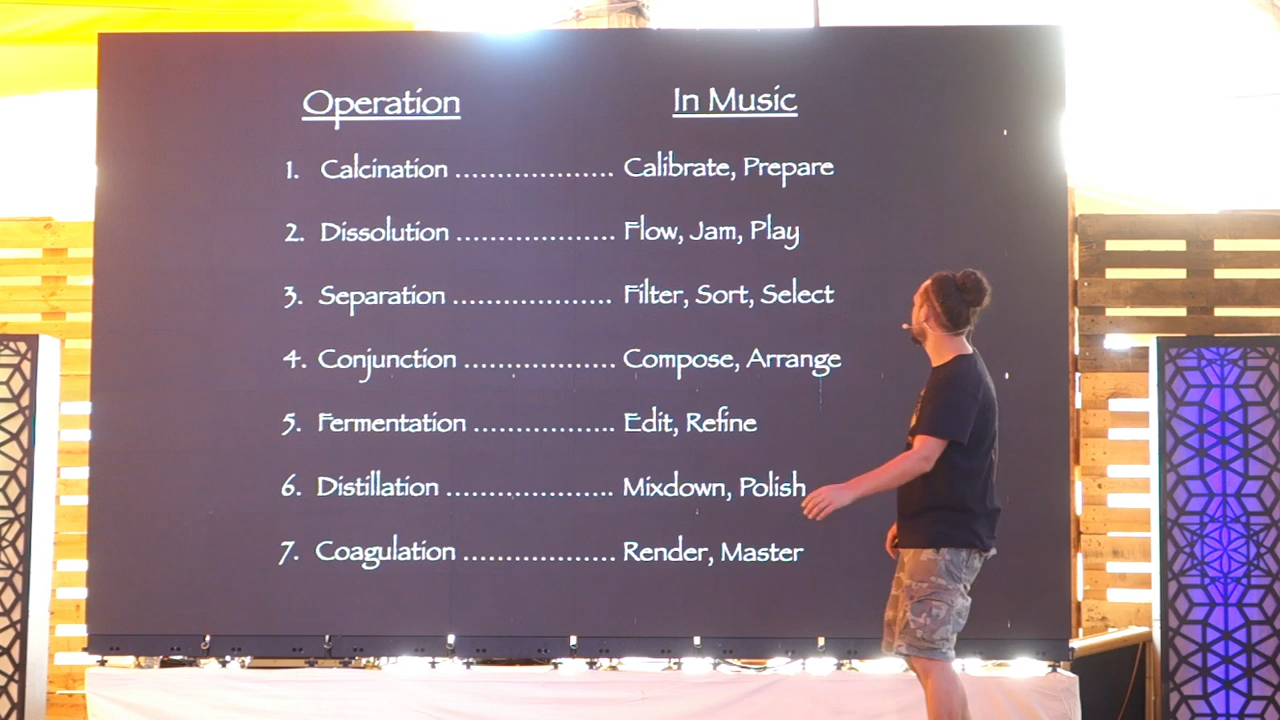 Operation In Music
1. Calcination ................... Calibrate, Prepare
2. Dissolution ................... Flow, Jam, Play
3. Separation ................... Filter, Sort, Select
4. Conjunction .................. Compose, Arrange
5. Fermentation ................. Edit, Refine
6. Distillation .................... Mixdown, Polish
7. Coagulation .................. Render, Master